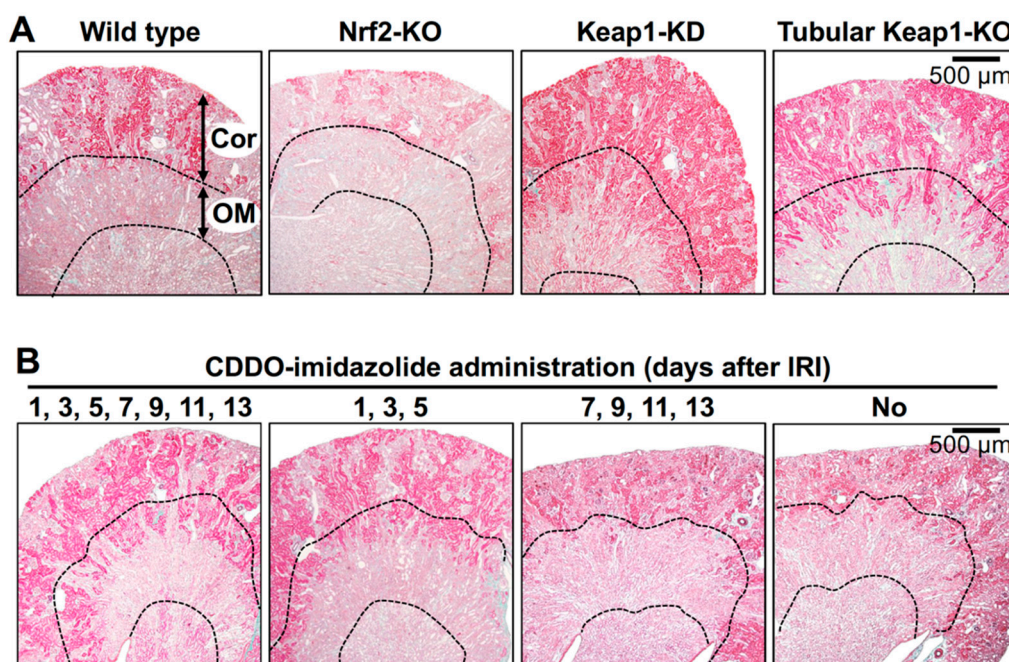 A
Wild type
Nrf2-KO
Keap1-KD
Tubular Keap1-KO
500 µm
Cor
OM
B
CDDO-imidazolide administration (days after IRI)
1, 3, 5, 7, 9, 11, 13
1, 3, 5
7, 9, 11, 13
No
500 µm